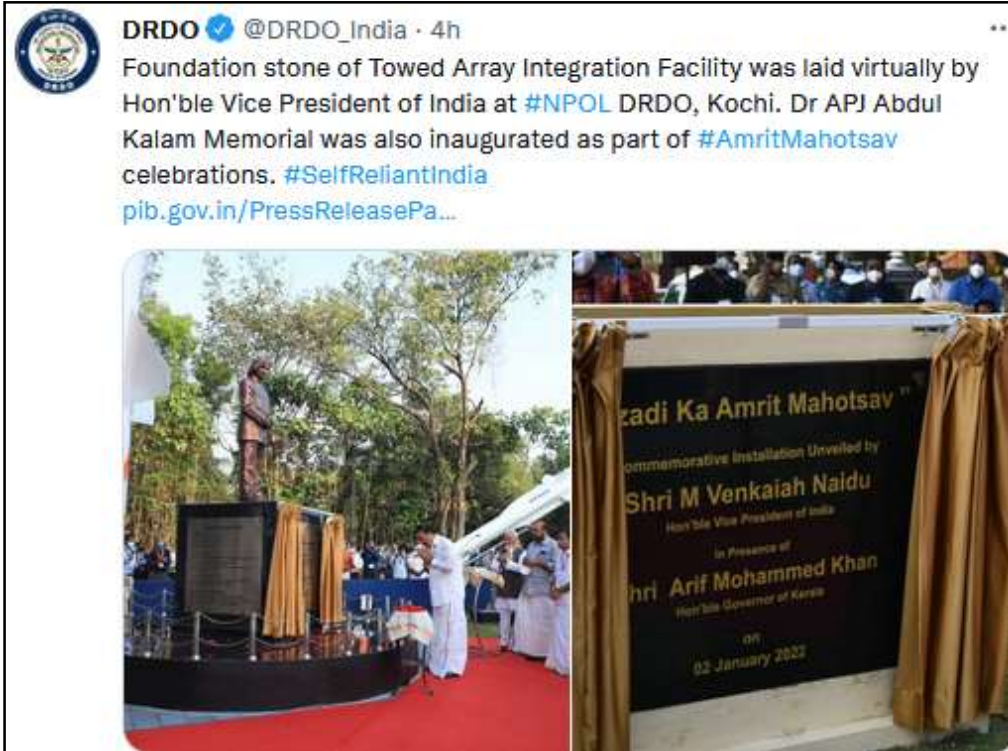 DRDO @DRDO_India · 4h
Foundation stone of Towed Array Integration Facility was laid virtually by
Hon'ble Vice President of India at #NPOL DRDO, Kochi. Dr APJ Abdul
Kalam Memorial was also inaugurated as part of #AmritMahotsav
celebrations. #SelfReliantIndia
pib.gov.in/PressReleasePa...
DRDO
zadi Ka Amrit Mahotsav"
ommemorative Installation Unveiled by
Shri M Venkaiah Naidu
Hon'ble Vice President of India
in Presence of
hri Arif Mohammed Khan
Hon'ble Governor of Kerala
on
02 January 2022